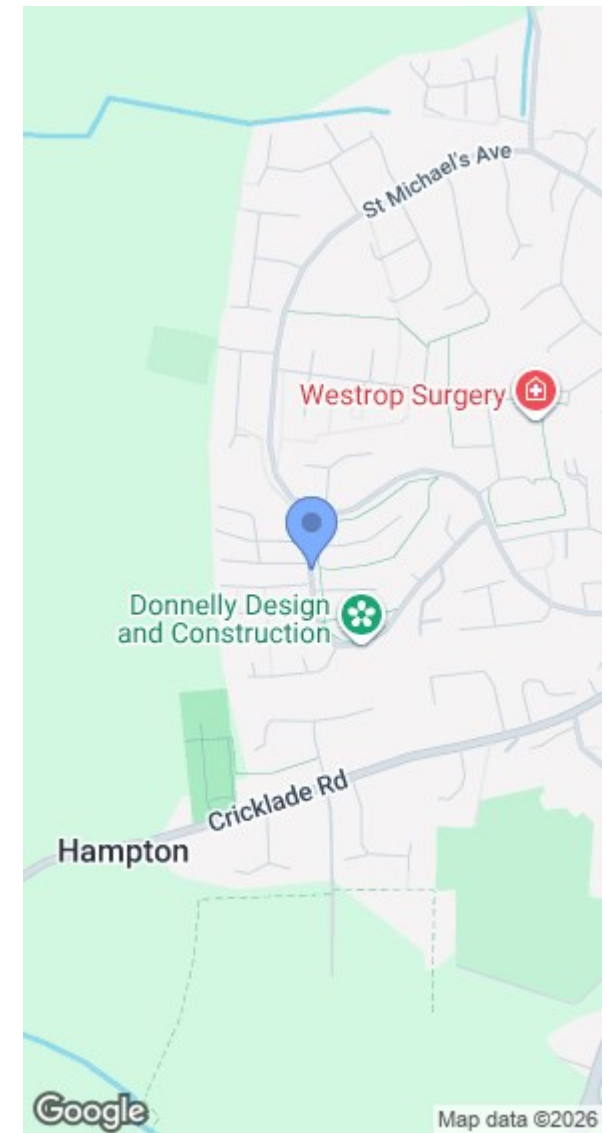 St Michael's Ave
Westrop Surgery
Donnelly Design
and Construction
Cricklade Rd
Hampton
Google
Map data ©2026